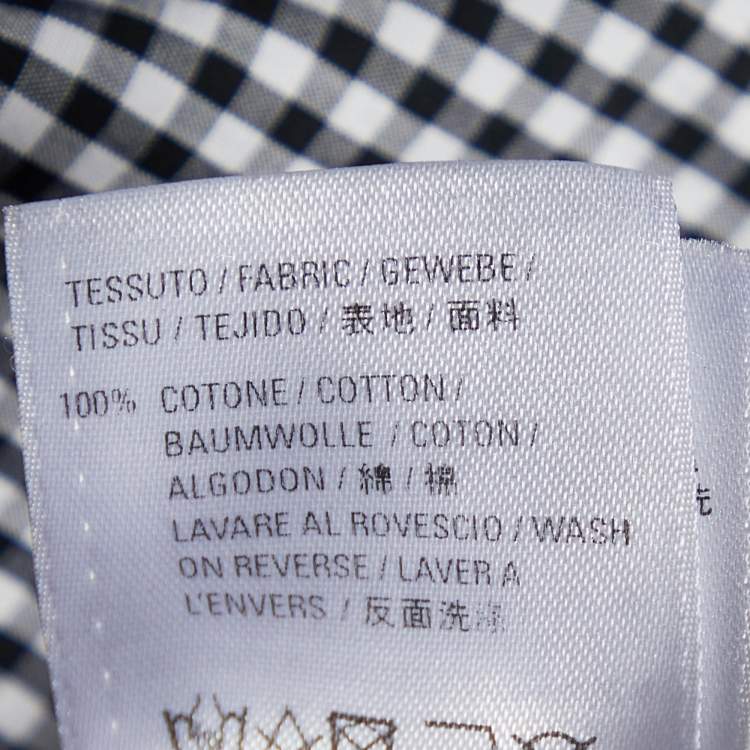 TESSUTO / FABRIC / GEWEBE /
TISSU / TEJIDO / 表地 / 面料
100% COTONE / COTTON /
BAUMWOLLE / COTON /
ALGODON / 綿 / 棉
LAVARE AL ROVESCIO / WASH
ON REVERSE / LAVER A
L'ENVERS / 反面洗涤